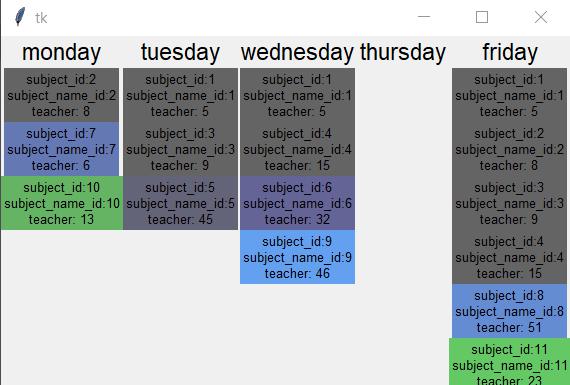 tk
monday
subject_id:2
subject_name_id:2
teacher: 8
subject_id:7
subject_name_id:7
teacher: 6
subject_id:10
subject_name_id:10
teacher: 13
tuesday
subject_id:1
subject_name_id:1
teacher: 5
subject_id:3
subject_name_id:3
teacher: 9
subject_id:5
subject_name_id:5
teacher: 45
wednesday
subject_id:1
subject_name_id:1
teacher: 5
subject_id:4
subject_name_id:4
teacher: 15
subject_id:6
subject_name_id:6
teacher: 32
subject_id:9
subject_name_id:9
teacher: 46
thursday
friday
subject_id:1
subject_name_id:1
teacher: 5
subject_id:2
subject_name_id:2
teacher: 8
subject_id:3
subject_name_id:3
teacher: 9
subject_id:4
subject_name_id:4
teacher: 15
subject_id:8
subject_name_id:8
teacher: 51
subject_id:11
subject_name_id:11
teacher: 23